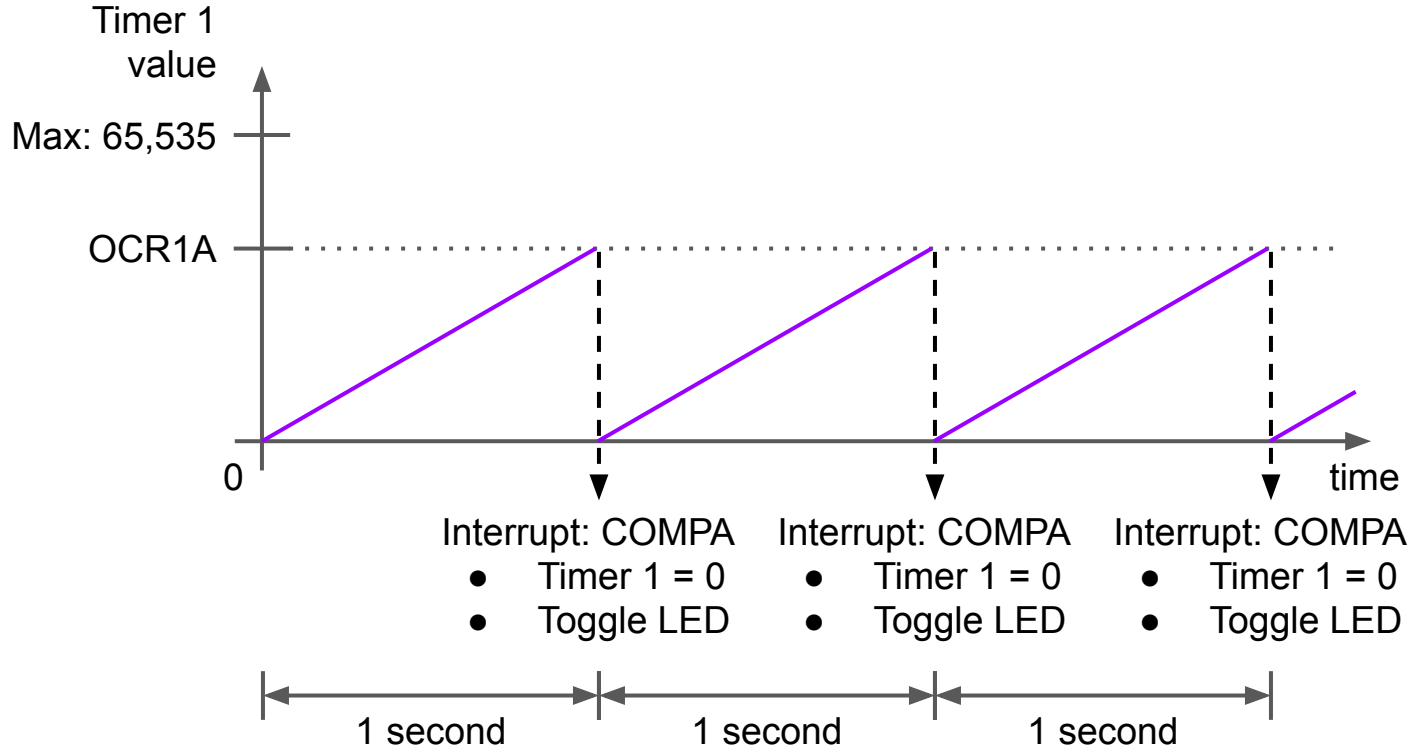 Timer 1
value
Max: 65,535
OCR1A
0
time
Interrupt: COMPA
● Timer 1 = 0
● Toggle LED
Interrupt: COMPA
● Timer 1 = 0
● Toggle LED
Interrupt: COMPA
● Timer 1 = 0
● Toggle LED
1 second
1 second
1 second